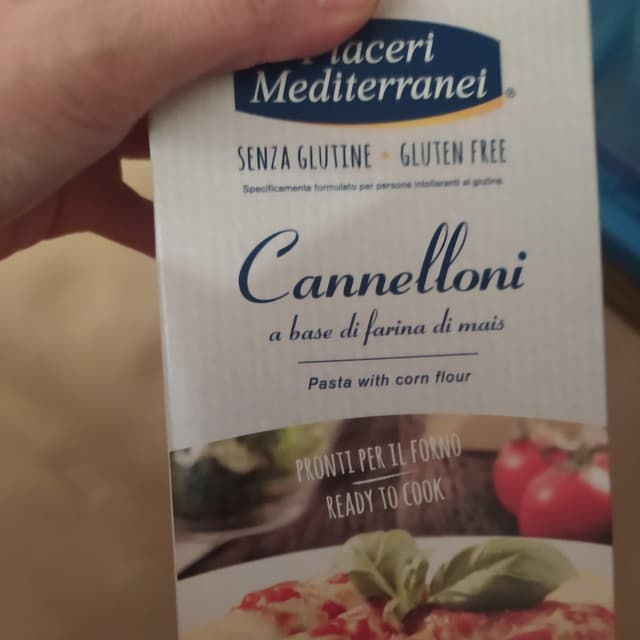 Piaceri
Mediterranei®
SENZA GLUTINE • GLUTEN FREE
Specificamente formulato per persone intolleranti al glutine
Cannelloni
a base di farina di mais
Pasta with corn flour
PRONTI PER IL FORNO
READY TO COOK